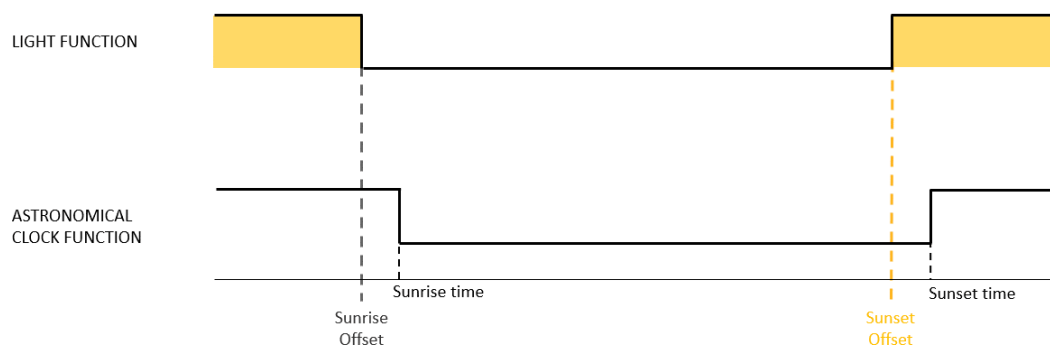 LIGHT FUNCTION
ASTRONOMICAL
CLOCK FUNCTION
Sunrise time
Sunset time
Sunrise
Offset
Sunset
Offset